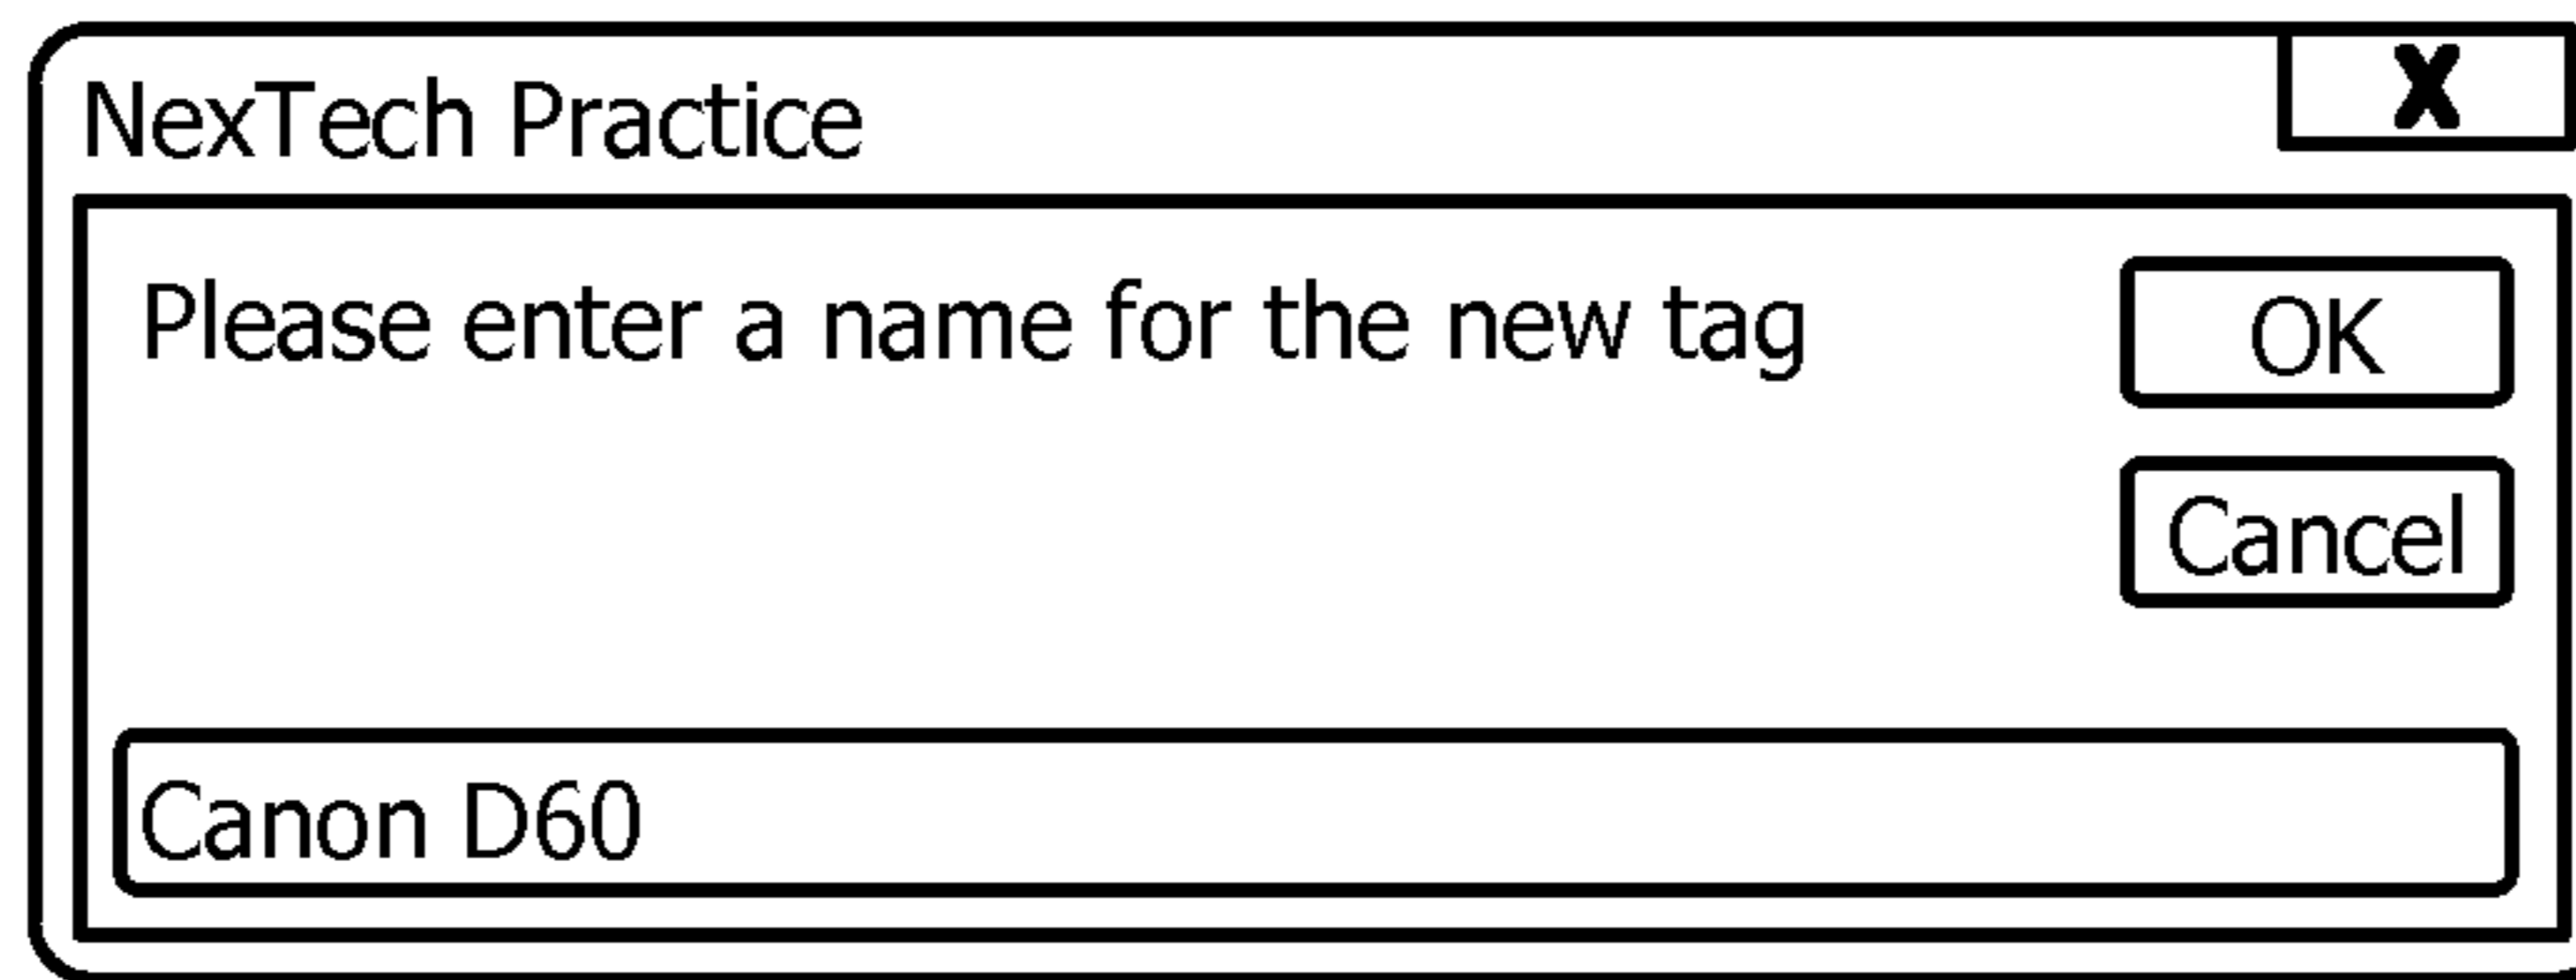 NexTech Practice
X
Please enter a name for the new tag
OK
Cancel
Canon D60